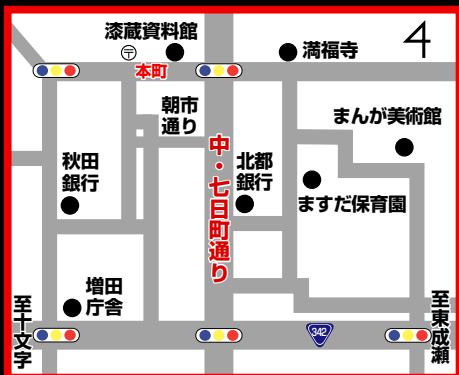 漆蔵資料館
〒
本町
満福寺
4
朝市
通り
まんが美術館
秋田
銀行
中・七日町通り
北都
銀行
ますだ保育園
増田
庁舎
至十文字
342
至東成瀬